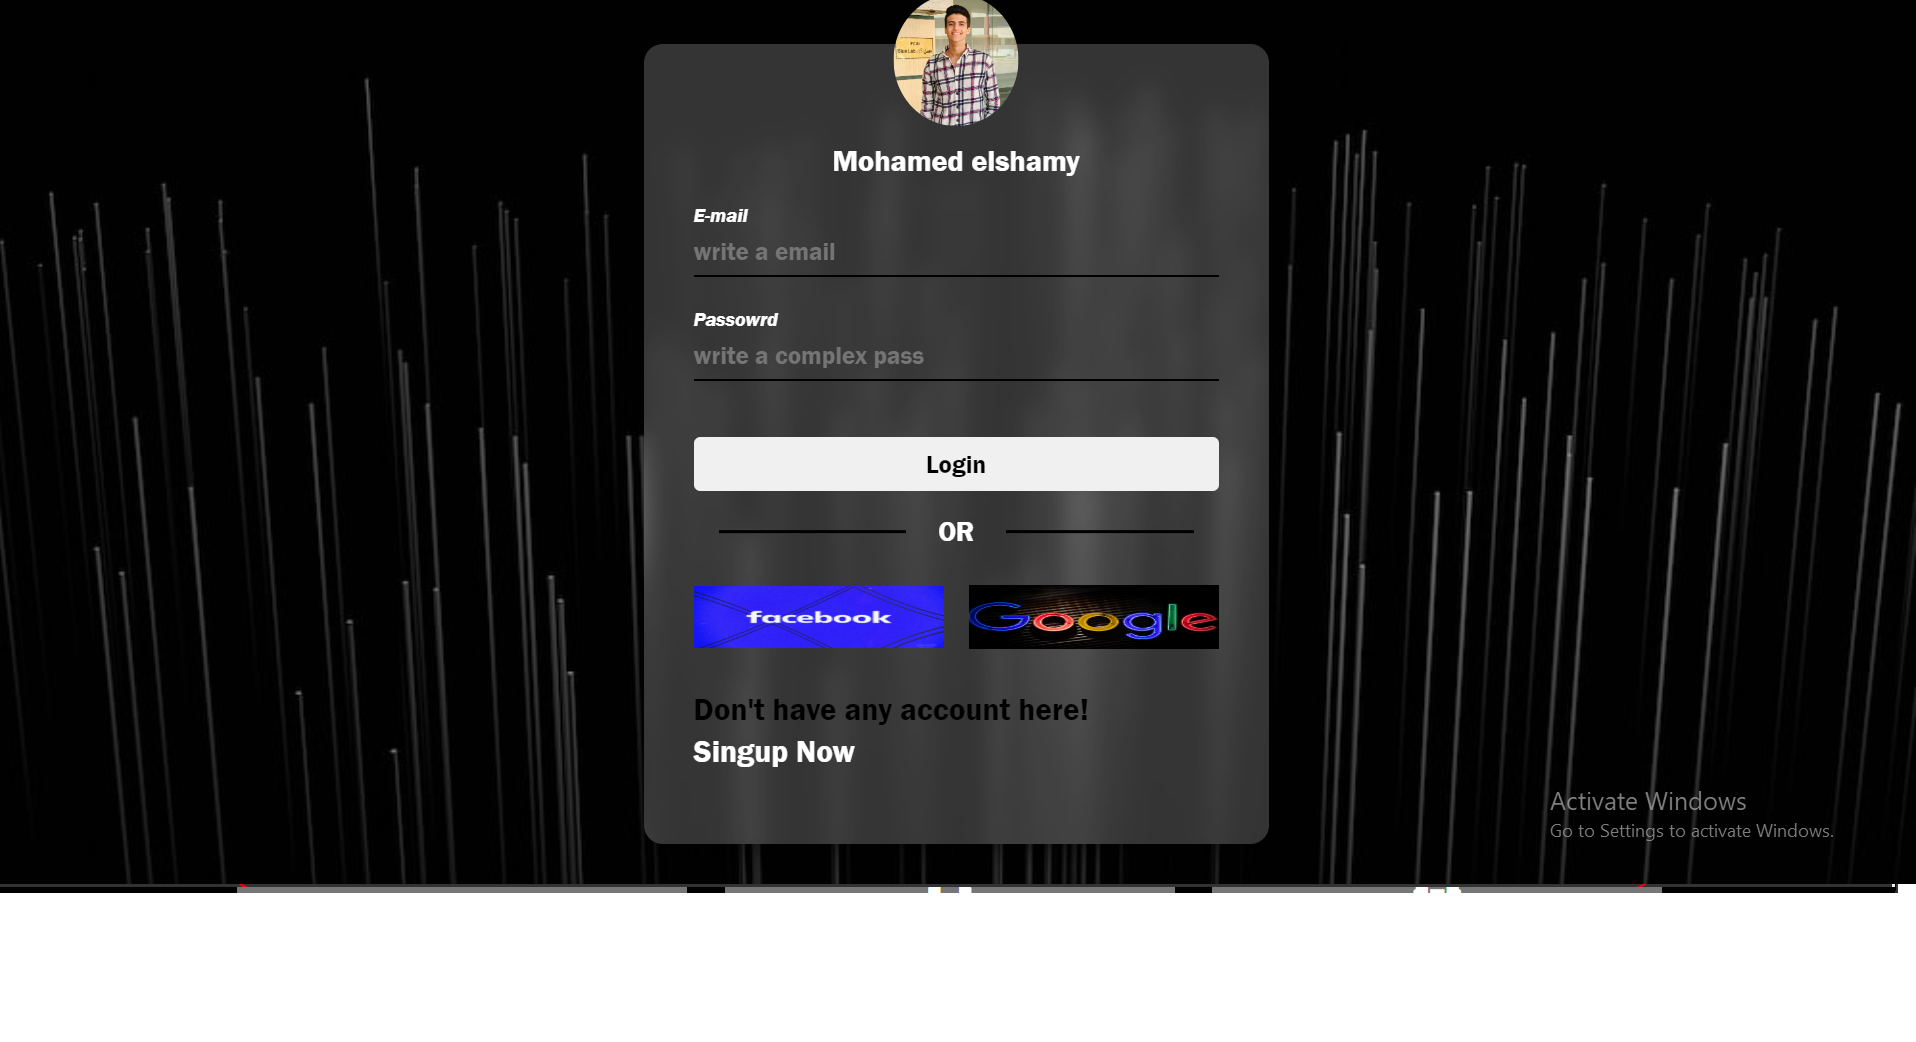 Mohamed elshamy
E-mail
write a email
Passowrd
write a complex pass
Login
OR
facebook
Google
Don't have any account here!
Singup Now
Activate Windows
Go to Settings to activate Windows.